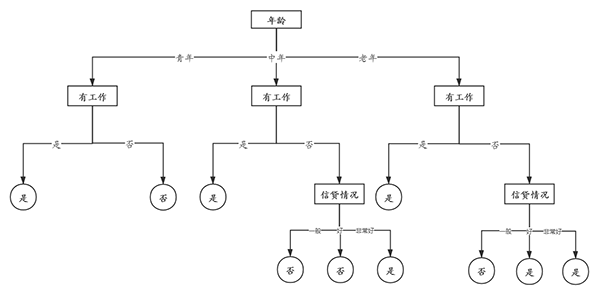 年龄
青年 中年 老年
有工作 有工作 有工作
是 否 是 否 是 否
是 否 是 信贷情况 是 信贷情况
一般 好 非常好 一般 好 非常好
否 否 是 否 是 是